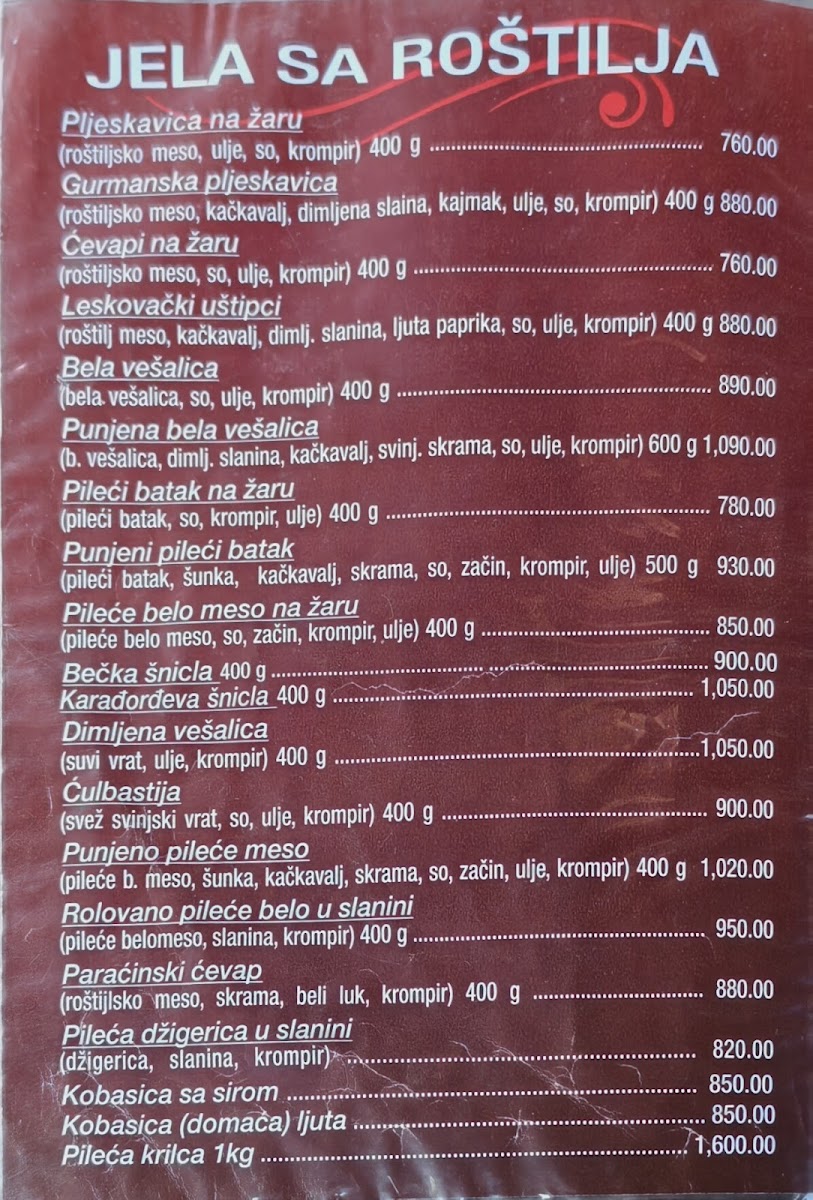 JELA SA ROŠTILJA
Pljeskavica na žaru
(roštiljsko meso, ulje, so, krompir) 400 g ........ 760.00
Gurmanska pljeskavica
(roštiljsko meso, kačkavalj, dimljena slaina, kajmak, ulje, so, krompir) 400 g 880.00
Ćevapi na žaru
(roštiljsko meso, so, ulje, krompir) 400 g ........ 760.00
Leskovački uštipci
(roštilj meso, kačkavalj, dimlj. slanina, ljuta paprika, so, ulje, krompir) 400 g 880.00
Bela vešalica
(bela vešalica, so, ulje, krompir) 400 g ........ 890.00
Punjena bela vešalica
(b. vešalica, dimlj. slanina, kačkavalj, svinj. skrama, so, ulje, krompir) 600 g 1,090.00
Pileći batak na žaru
(pileći batak, so, krompir, ulje) 400 g ........ 780.00
Punjeni pileći batak
(pileći batak, šunka, kačkavalj, skrama, so, začin, krompir, ulje) 500 g 930.00
Pileće belo meso na žaru
(pileće belo meso, so, začin, krompir, ulje) 400 g ........ 850.00
Bečka šnicla 400 g ........ 900.00
Karađorđeva šnicla 400 g ........ 1,050.00
Dimljena vešalica
(suvi vrat, ulje, krompir) 400 g ........ 1,050.00
Ćulbastija
(svež svinjski vrat, so, ulje, krompir) 400 g ........ 900.00
Punjeno pileće meso
(pileće b. meso, šunka, kačkavalj, skrama, so, začin, ulje, krompir) 400 g 1,020.00
Rolovano pileće belo u slanini
(pileće belomeso, slanina, krompir) 400 g ........ 950.00
Paraćinski ćevap
(roštijlsko meso, skrama, beli luk, krompir) 400 g ........ 880.00
Pileća džigerica u slanini
(džigerica, slanina, krompir) ........ 820.00
Kobasica sa sirom ........ 850.00
Kobasica (domaća) ljuta ........ 850.00
Pileća krilca 1kg ........ 1,600.00